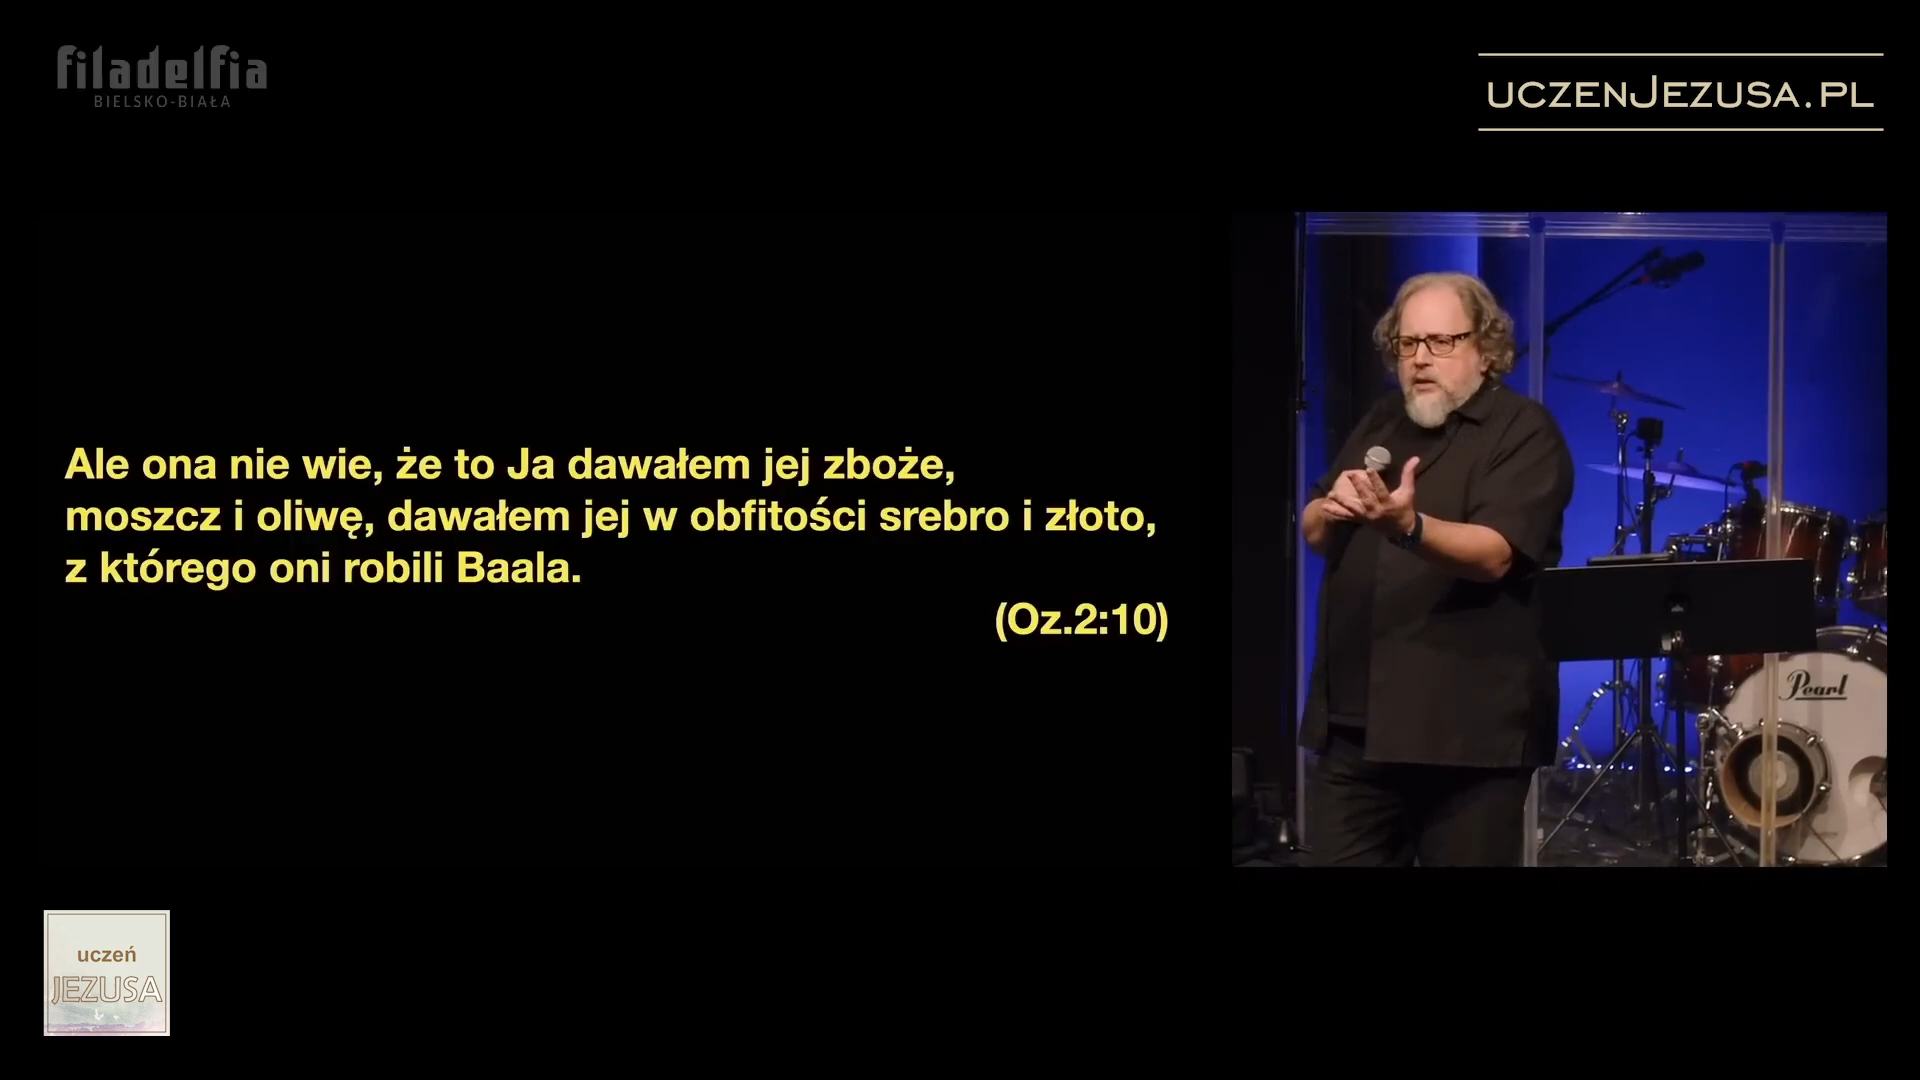 filadelfia
BIELSKO-BIAŁA
UCZENJEZUSA.PL
Ale ona nie wie, że to Ja dawałem jej zboże,
moszcz i oliwę, dawałem jej w obfitości srebro i złoto,
z którego oni robili Baala.
(Oz.2:10)
Pearl
uczeń
JEZUSA